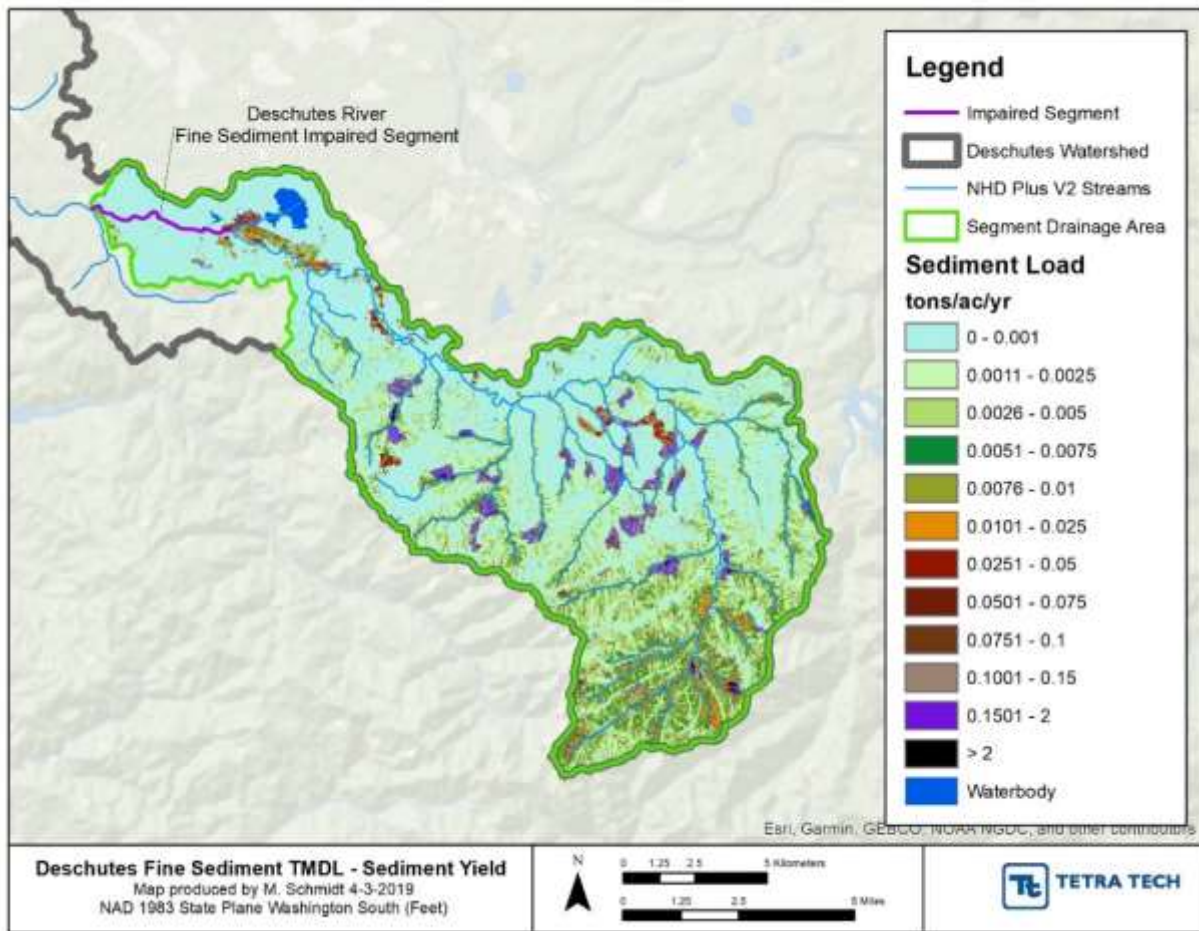 Deschutes River
Fine Sediment Impaired Segment
Legend
Impaired Segment
Deschutes Watershed
NHD Plus V2 Streams
Segment Drainage Area
Sediment Load
tons/ac/yr
0 - 0.001
0.0011 - 0.0025
0.0026 - 0.005
0.0051 - 0.0075
0.0076 - 0.01
0.0101 - 0.025
0.0251 - 0.05
0.0501 - 0.075
0.0751 - 0.1
0.1001 - 0.15
0.1501 - 2
> 2
Waterbody
Esri, Garmin, GEBCO, NOAA NGDC, and other contributors
Deschutes Fine Sediment TMDL - Sediment Yield
Map produced by M. Schmidt 4-3-2019
NAD 1983 State Plane Washington South (Feet)
N
0 1.25 2.5 5 Kilometers
0 1.25 2.5 5 Miles
Tt TETRA TECH